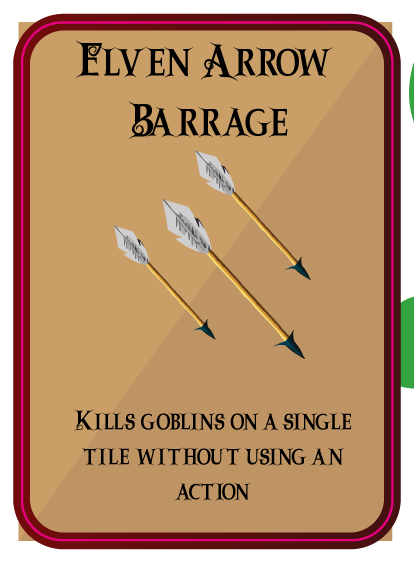 Elven Arrow
Barrage
Kills goblins on a single
tile without using an
action